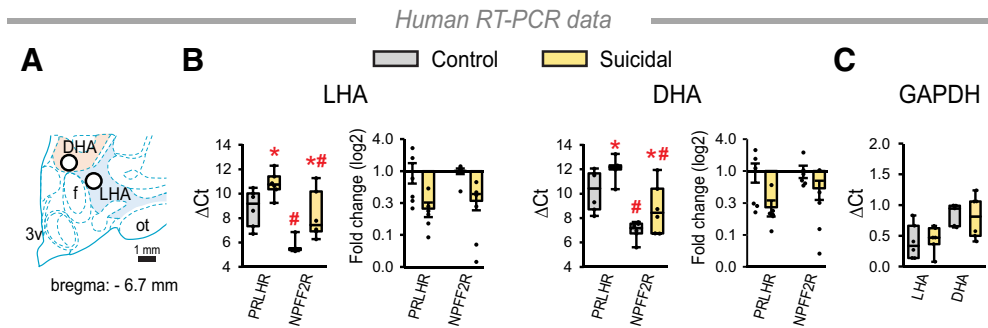 Human RT-PCR data
A
B
C
Control
Suicidal
LHA
DHA
GAPDH
DHA
f
LHA
3v
ot
1 mm
bregma: - 6.7 mm
ΔCt
14
12
10
8
6
4
*
#
*#
PRLHR
NPFF2R
Fold change (log2)
4.0
1.0
0.3
0.1
0.0
PRLHR
NPFF2R
ΔCt
14
12
10
8
6
4
*
#
*#
PRLHR
NPFF2R
Fold change (log2)
4.0
1.0
0.3
0.1
0.0
PRLHR
NPFF2R
ΔCt
2.0
1.5
1.0
0.5
0.0
LHA
DHA